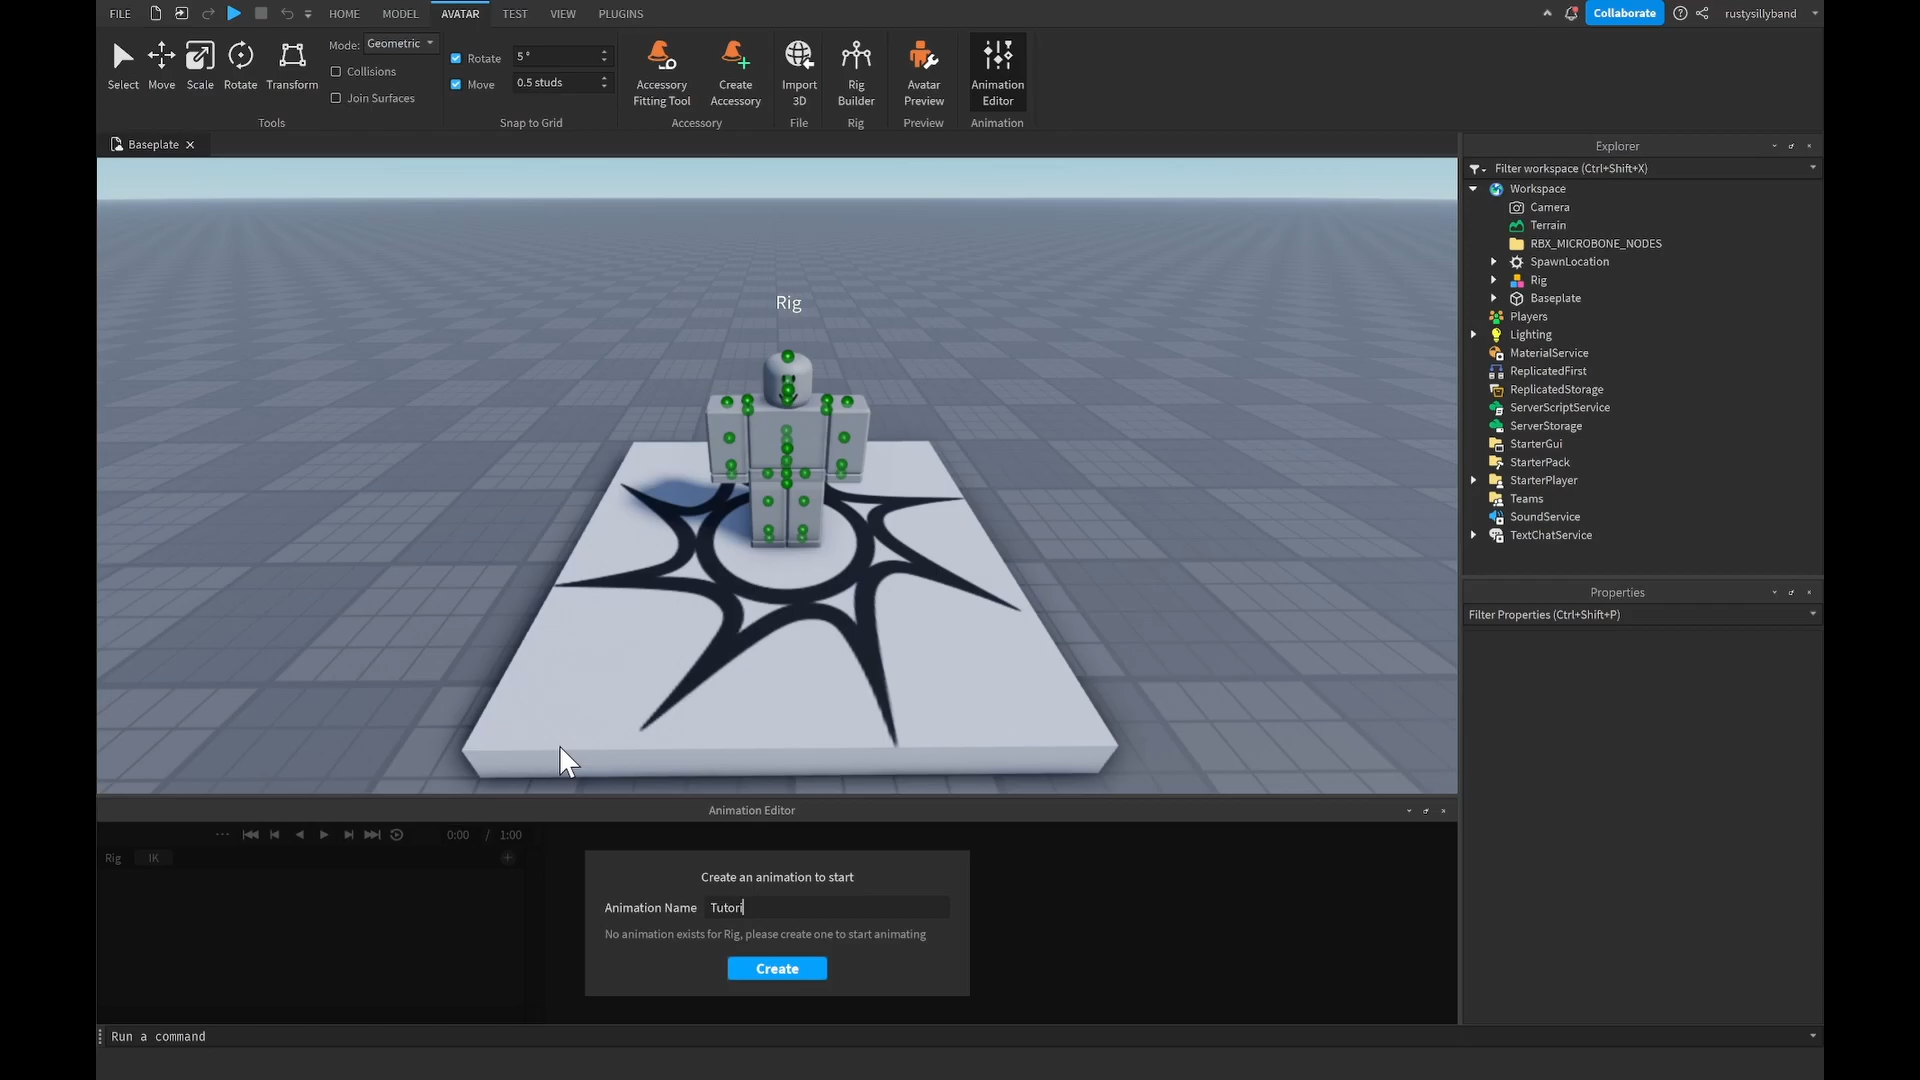 FILE HOME MODEL AVATAR TEST VIEW PLUGINS Collaborate rustysillyband
Select Move Scale Rotate Transform
Mode: Geometric
Collisions
Join Surfaces
Tools
Rotate 5 °
Move 0.5 studs
Snap to Grid
Accessory Fitting Tool
Create Accessory
Accessory
Import 3D
File
Rig Builder
Rig
Avatar Preview
Preview
Animation Editor
Animation
Baseplate
Rig
Explorer
Filter workspace (Ctrl+Shift+X)
Workspace
Camera
Terrain
RBX_MICROBONE_NODES
SpawnLocation
Rig
Baseplate
Players
Lighting
MaterialService
ReplicatedFirst
ReplicatedStorage
ServerScriptService
ServerStorage
StarterGui
StarterPack
StarterPlayer
Teams
SoundService
TextChatService
Properties
Filter Properties (Ctrl+Shift+P)
Animation Editor
0:00 / 1:00
Rig IK
Create an animation to start
Animation Name Tutori
No animation exists for Rig, please create one to start animating
Create
Run a command